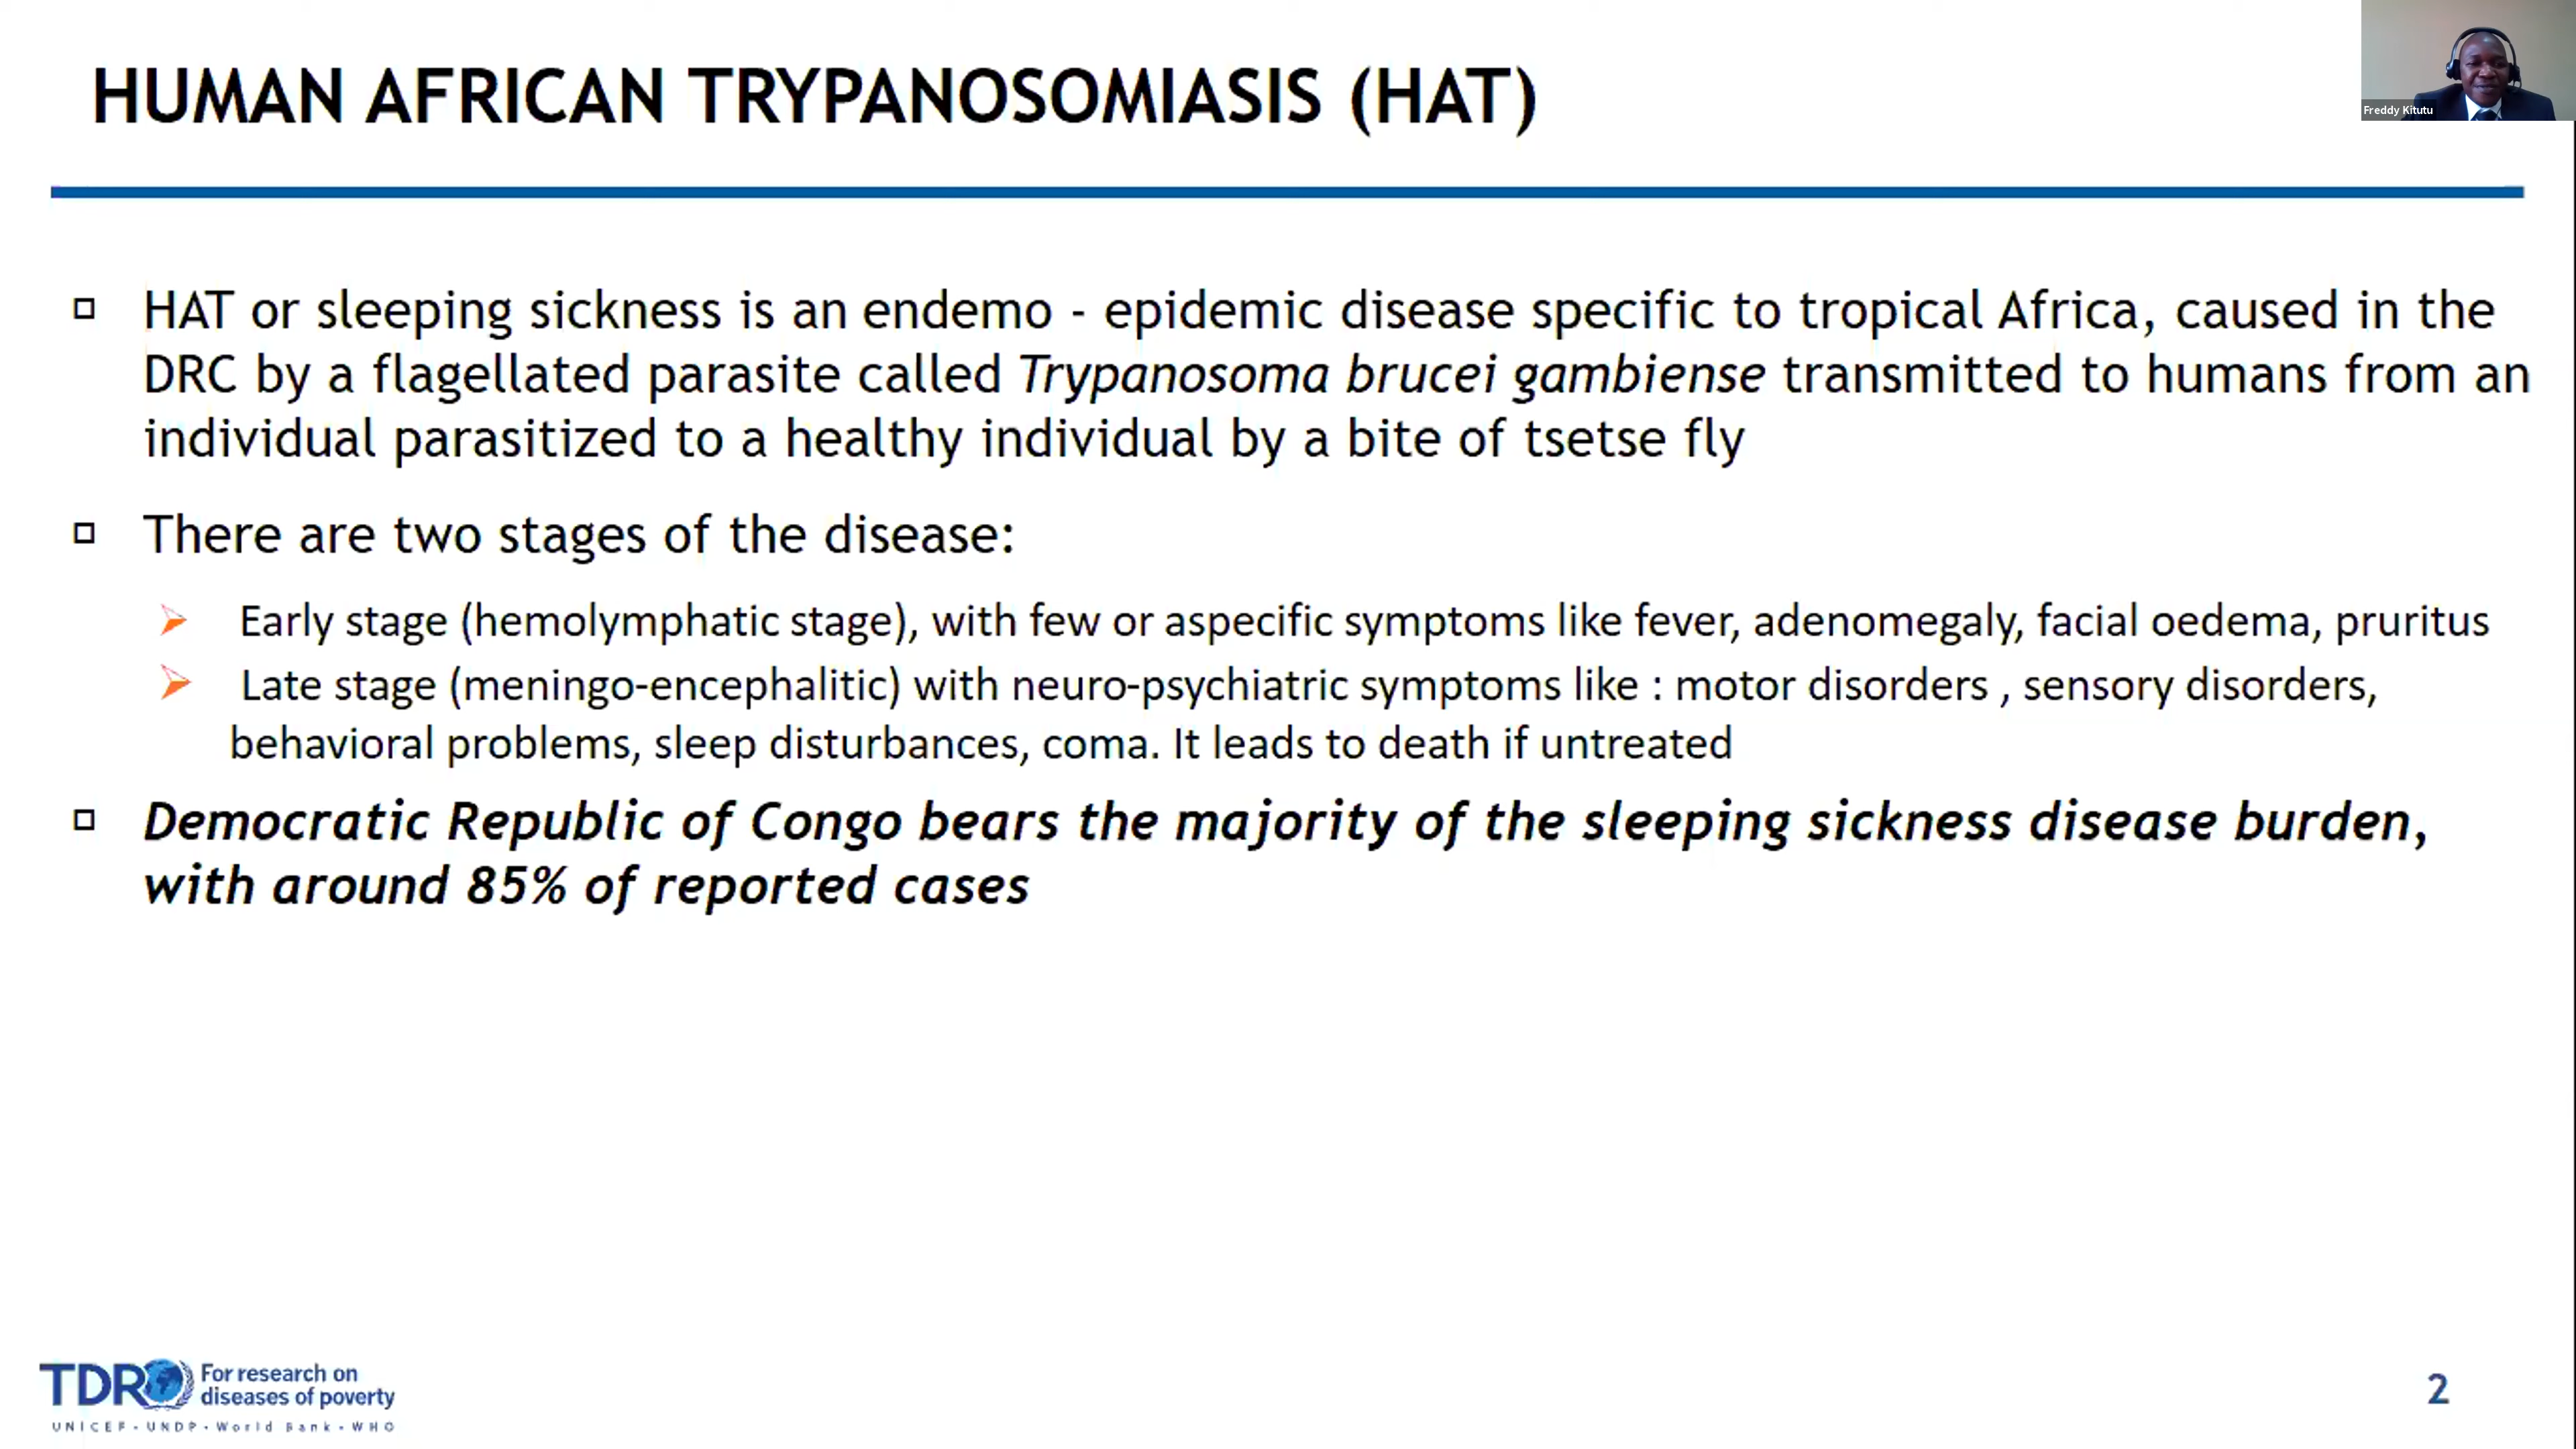 HUMAN AFRICAN TRYPANOSOMIASIS (HAT)
Freddy Kitutu
HAT or sleeping sickness is an endemo - epidemic disease specific to tropical Africa, caused in the
DRC by a flagellated parasite called Trypanosoma brucei gambiense transmitted to humans from an
individual parasitized to a healthy individual by a bite of tsetse fly
There are two stages of the disease:
Early stage (hemolymphatic stage), with few or aspecific symptoms like fever, adenomegaly, facial oedema, pruritus
Late stage (meningo-encephalitic) with neuro-psychiatric symptoms like : motor disorders , sensory disorders,
behavioral problems, sleep disturbances, coma. It leads to death if untreated
Democratic Republic of Congo bears the majority of the sleeping sickness disease burden,
with around 85% of reported cases
TDR For research on
diseases of poverty
UNICEF · UNDP · World Bank · WHO
2